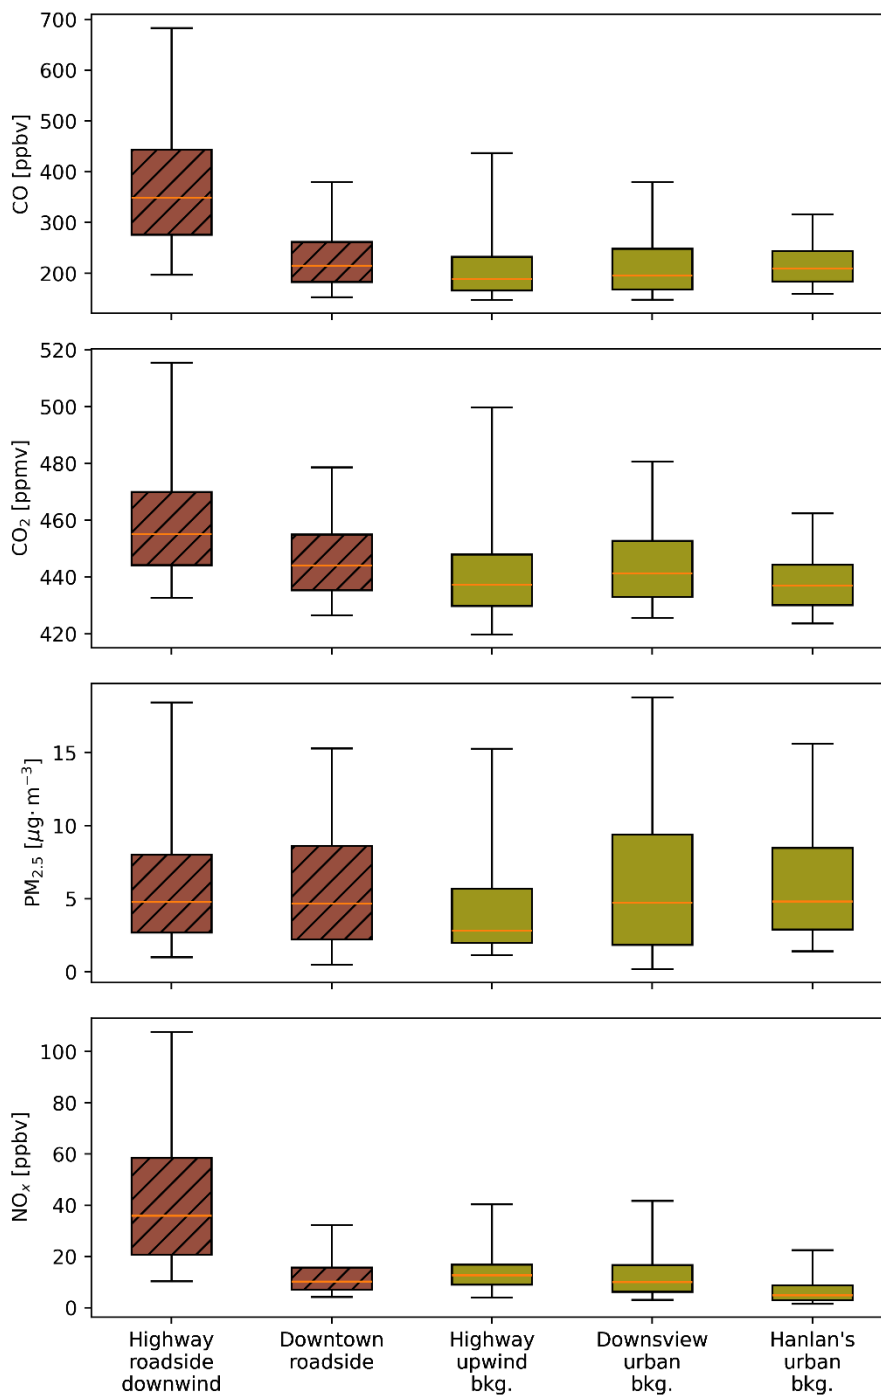 700
600
500
400
300
200
CO [ppbv]
520
500
480
460
440
420
CO₂ [ppmv]
15
10
5
0
PM₂.₅ [μg·m⁻³]
100
80
60
40
20
0
NOₓ [ppbv]
Highway
roadside
downwind
Downtown
roadside
Highway
upwind
bkg.
Downsview
urban
bkg.
Hanlan's
urban
bkg.